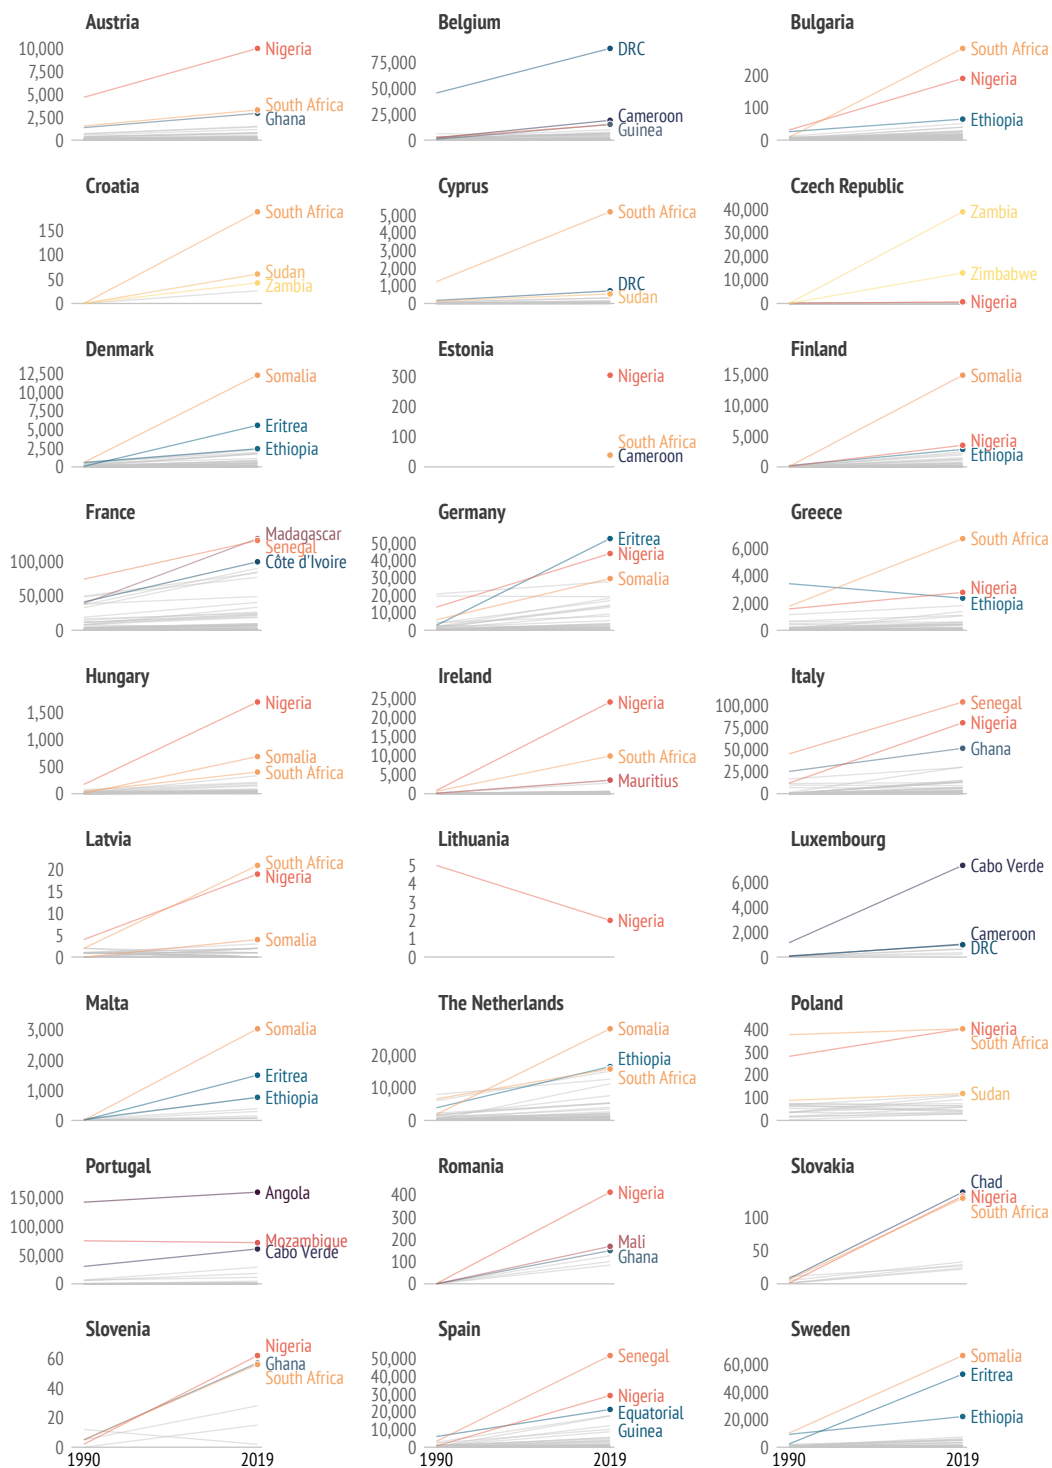 Austria
10,000
7,500
5,000
2,500
0
Nigeria
South Africa
Ghana
Belgium
75,000
50,000
25,000
0
DRC
Cameroon
Guinea
Bulgaria
200
100
0
South Africa
Nigeria
Ethiopia
Croatia
150
100
50
0
South Africa
Sudan
Zambia
Cyprus
5,000
4,000
3,000
2,000
1,000
0
South Africa
DRC
Sudan
Czech Republic
40,000
30,000
20,000
10,000
0
Zambia
Zimbabwe
Nigeria
Denmark
12,500
10,000
7,500
5,000
2,500
0
Somalia
Eritrea
Ethiopia
Estonia
300
200
100
0
Nigeria
South Africa
Cameroon
Finland
15,000
10,000
5,000
0
Somalia
Nigeria
Ethiopia
France
100,000
50,000
0
Madagascar
Senegal
Côte d'Ivoire
Germany
50,000
40,000
30,000
20,000
10,000
0
Eritrea
Nigeria
Somalia
Greece
6,000
4,000
2,000
0
South Africa
Nigeria
Ethiopia
Hungary
1,500
1,000
500
0
Nigeria
Somalia
South Africa
Ireland
25,000
20,000
15,000
10,000
5,000
0
Nigeria
South Africa
Mauritius
Italy
100,000
75,000
50,000
25,000
0
Senegal
Nigeria
Ghana
Latvia
20
15
10
5
0
South Africa
Nigeria
Somalia
Lithuania
5
4
3
2
1
0
Nigeria
Luxembourg
6,000
4,000
2,000
0
Cabo Verde
Cameroon
DRC
Malta
3,000
2,000
1,000
0
Somalia
Eritrea
Ethiopia
The Netherlands
20,000
10,000
0
Somalia
Ethiopia
South Africa
Poland
400
300
200
100
0
Nigeria
South Africa
Sudan
Portugal
150,000
100,000
50,000
0
Angola
Mozambique
Cabo Verde
Romania
400
300
200
100
0
Nigeria
Mali
Ghana
Slovakia
100
50
0
Chad
Nigeria
South Africa
Slovenia
60
40
20
0
Nigeria
Ghana
South Africa
1990
2019
Spain
50,000
40,000
30,000
20,000
10,000
0
Senegal
Nigeria
Equatorial
Guinea
1990
2019
Sweden
60,000
40,000
20,000
0
Somalia
Eritrea
Ethiopia
1990
2019